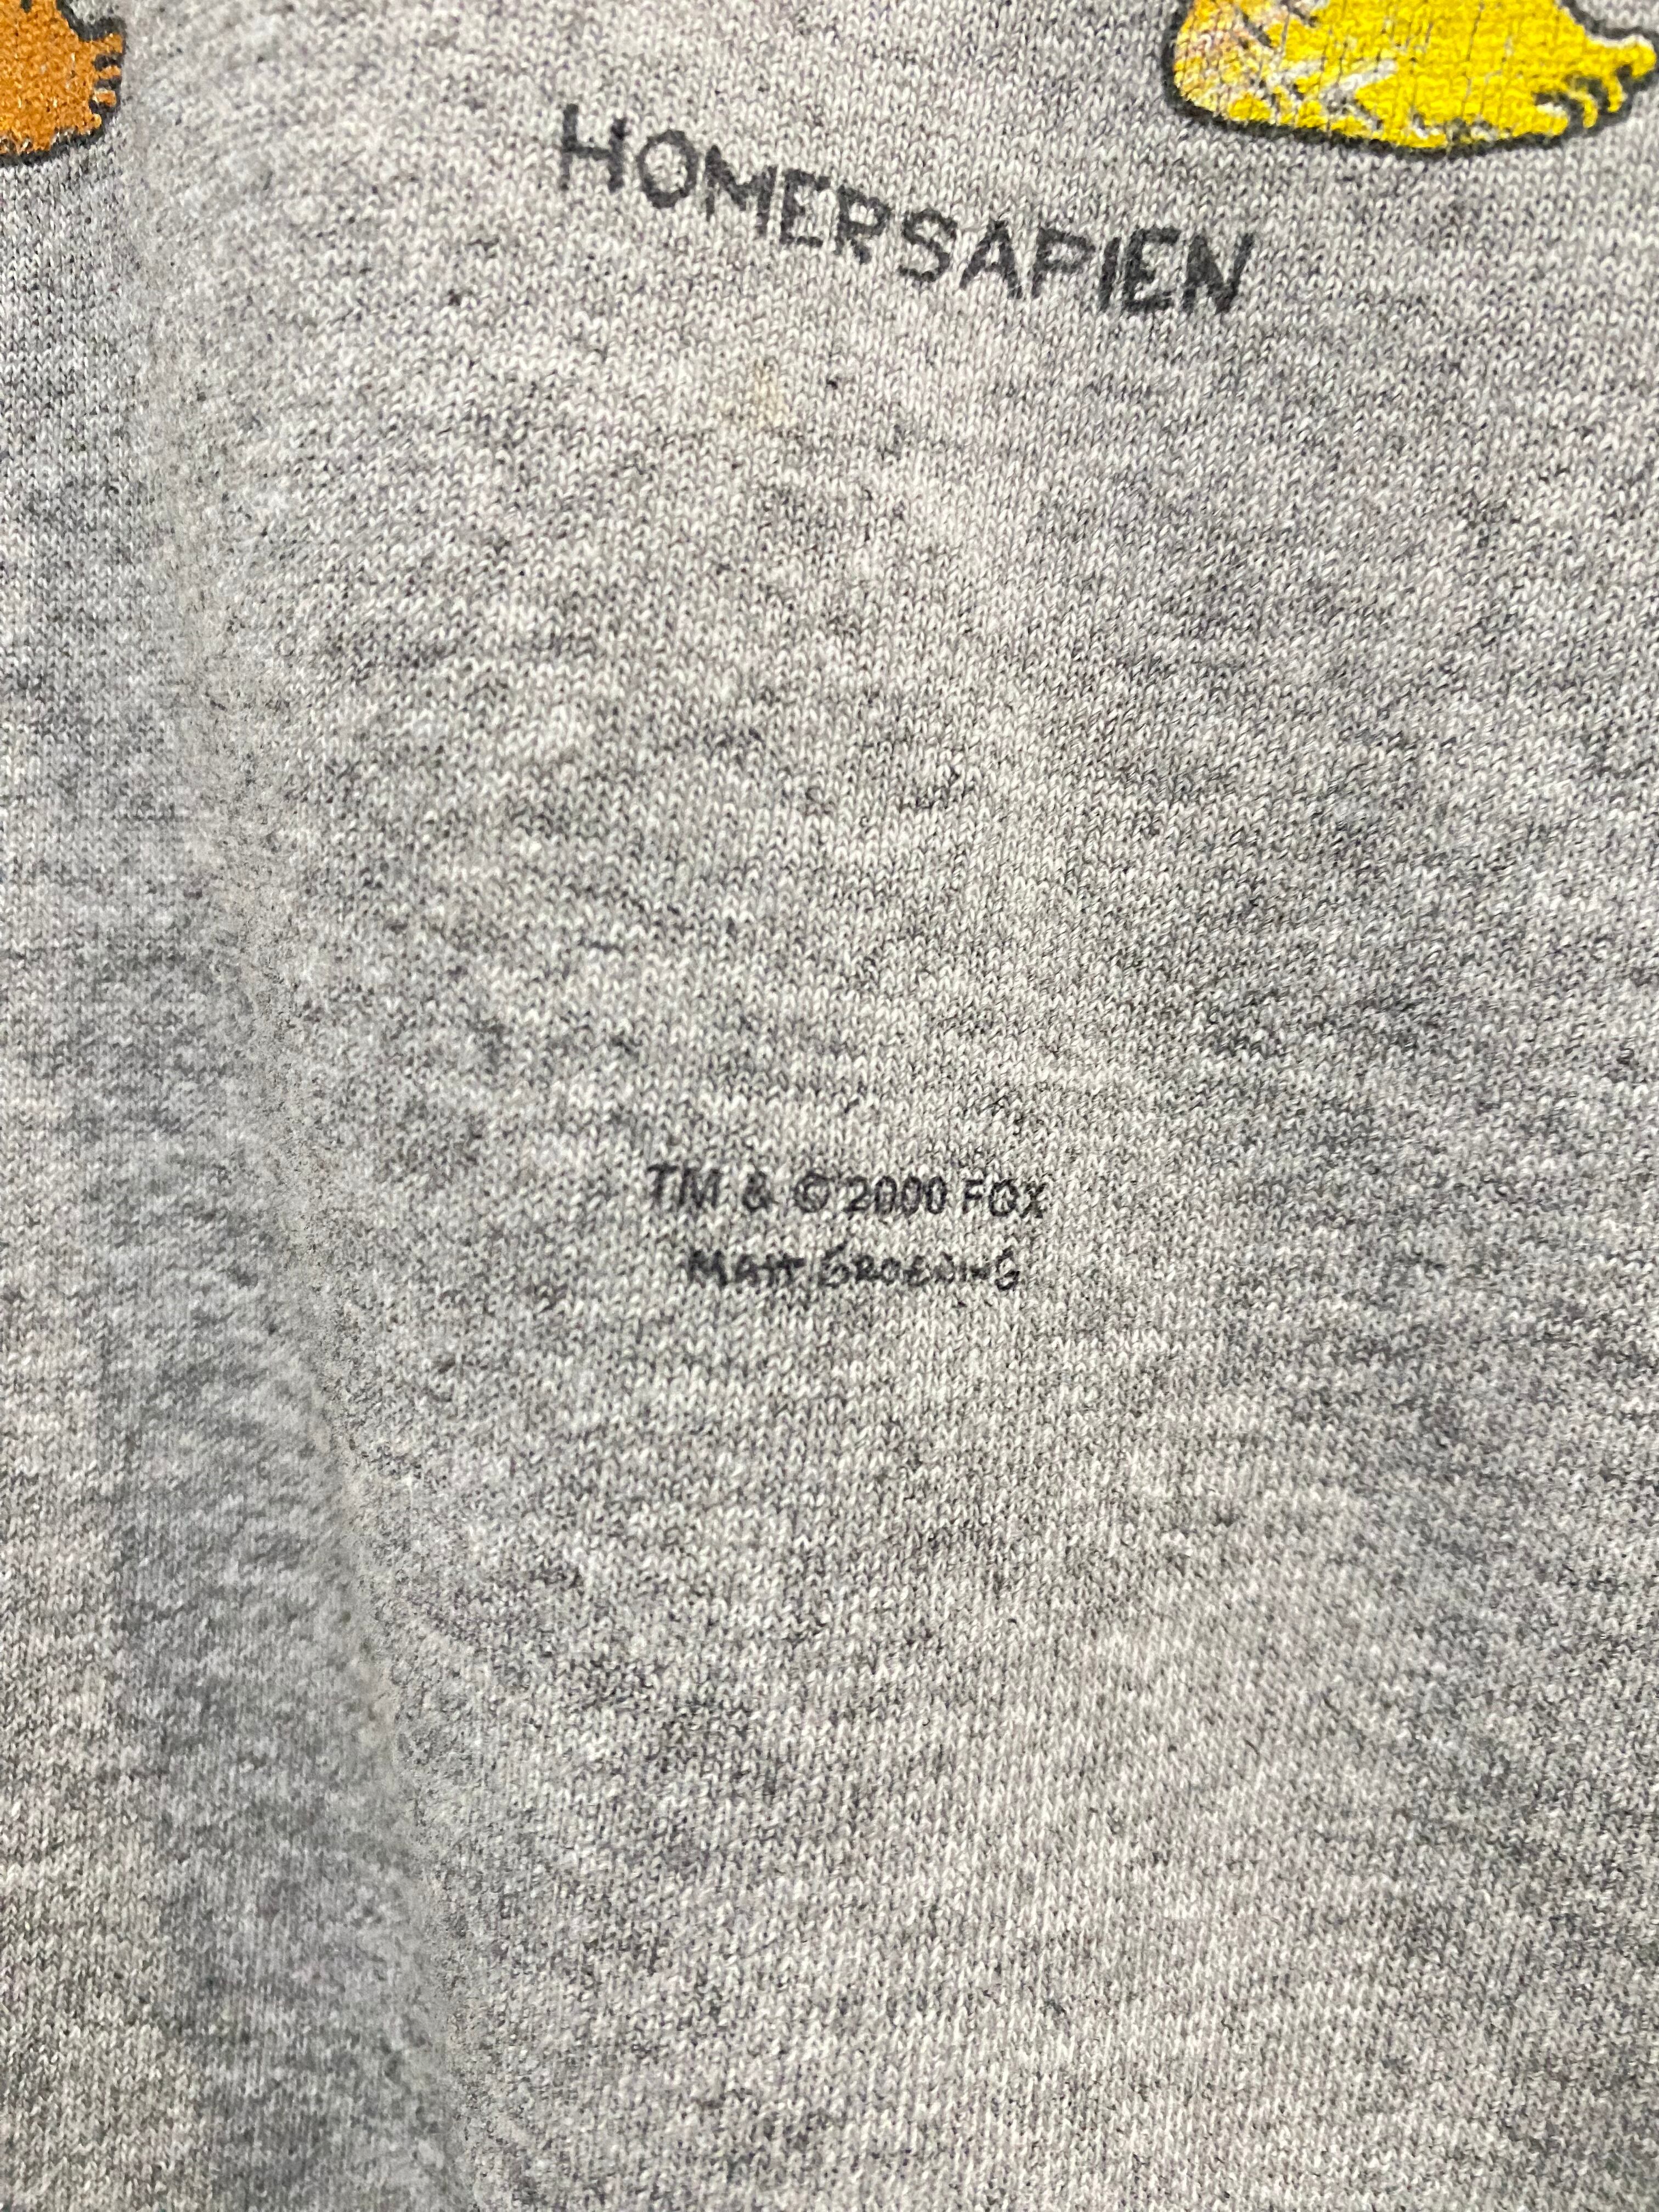 HOMERSAPIEN
TM & © 2000 FOX
MATT GROENING